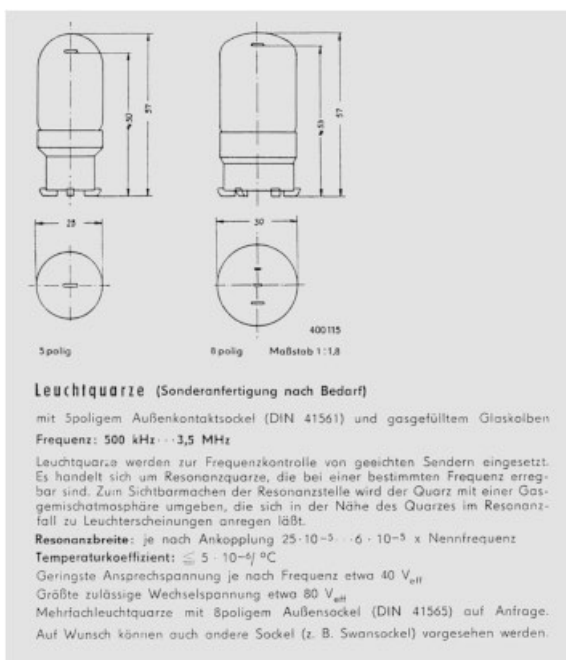 57
≈50
57
≈53
25
30
400115
5polig
8polig Maßstab 1:1,8
Leuchtquarze (Sonderanfertigung nach Bedarf)
mit 5poligem Außenkontaktsockel (DIN 41561) und gasgefülltem Glaskolben
Frequenz: 500 kHz···3,5 MHz
Leuchtquarze werden zur Frequenzkontrolle von geeichten Sendern eingesetzt.
Es handelt sich um Resonanzquarze, die bei einer bestimmten Frequenz erreg-
bar sind. Zum Sichtbarmachen der Resonanzstelle wird der Quarz mit einer Gas-
gemischatmosphäre umgeben, die sich in der Nähe des Quarzes im Resonanz-
fall zu Leuchterscheinungen anregen läßt.
Resonanzbreite: je nach Ankopplung 25·10−5···6·10−5 x Nennfrequenz
Temperaturkoeffizient: ≦ 5·10−6/ °C
Geringste Ansprechspannung je nach Frequenz etwa 40 Veff
Größte zulässige Wechselspannung etwa 80 Veff
Mehrfachleuchtquarze mit 8poligem Außensockel (DIN 41565) auf Anfrage.
Auf Wunsch können auch andere Sockel (z. B. Swansockel) vorgesehen werden.